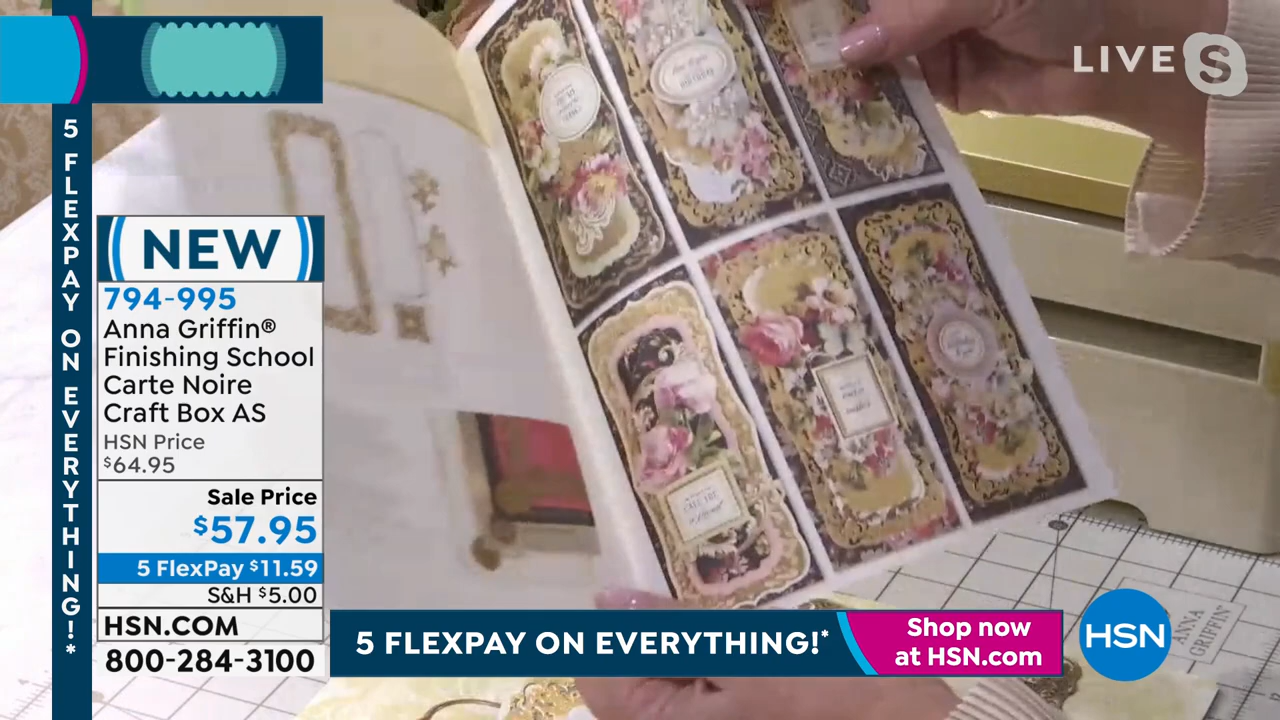 LIVE S
5 FLEXPAY ON EVERYTHING!*
NEW
794-995
Anna Griffin®
Finishing School
Carte Noire
Craft Box AS
HSN Price
$64.95
Sale Price
$57.95
5 FlexPay $11.59
S&H $5.00
HSN.COM
800-284-3100
5 FLEXPAY ON EVERYTHING!*
Shop now
at HSN.com
HSN
ANNA
GRIFFIN